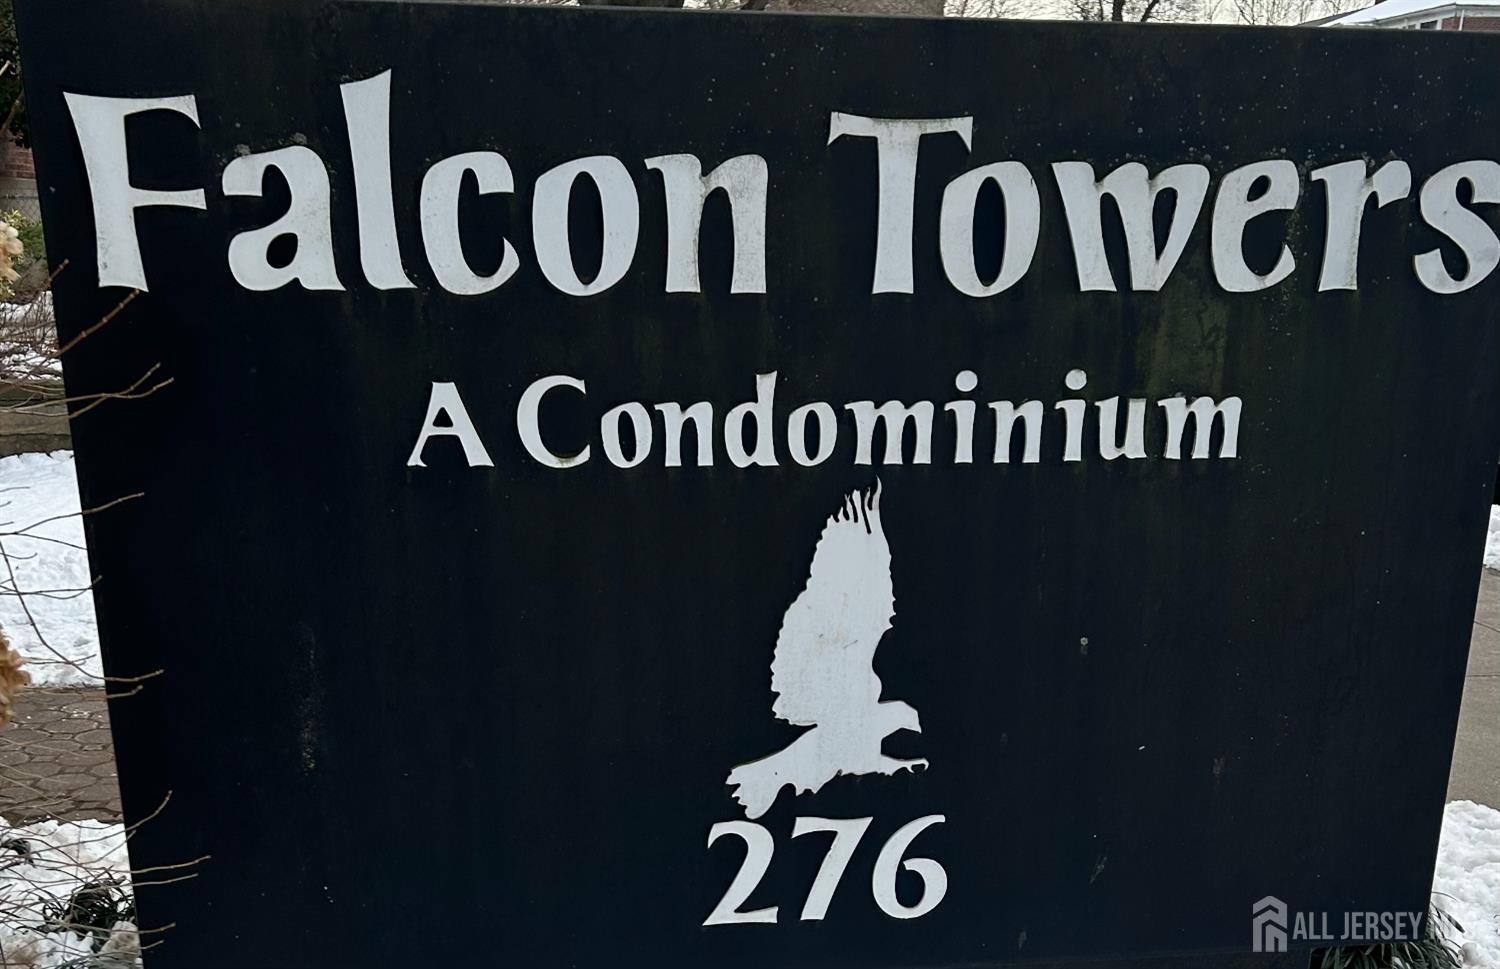 Falcon Towers
A Condominium
276
ALL JERSEY